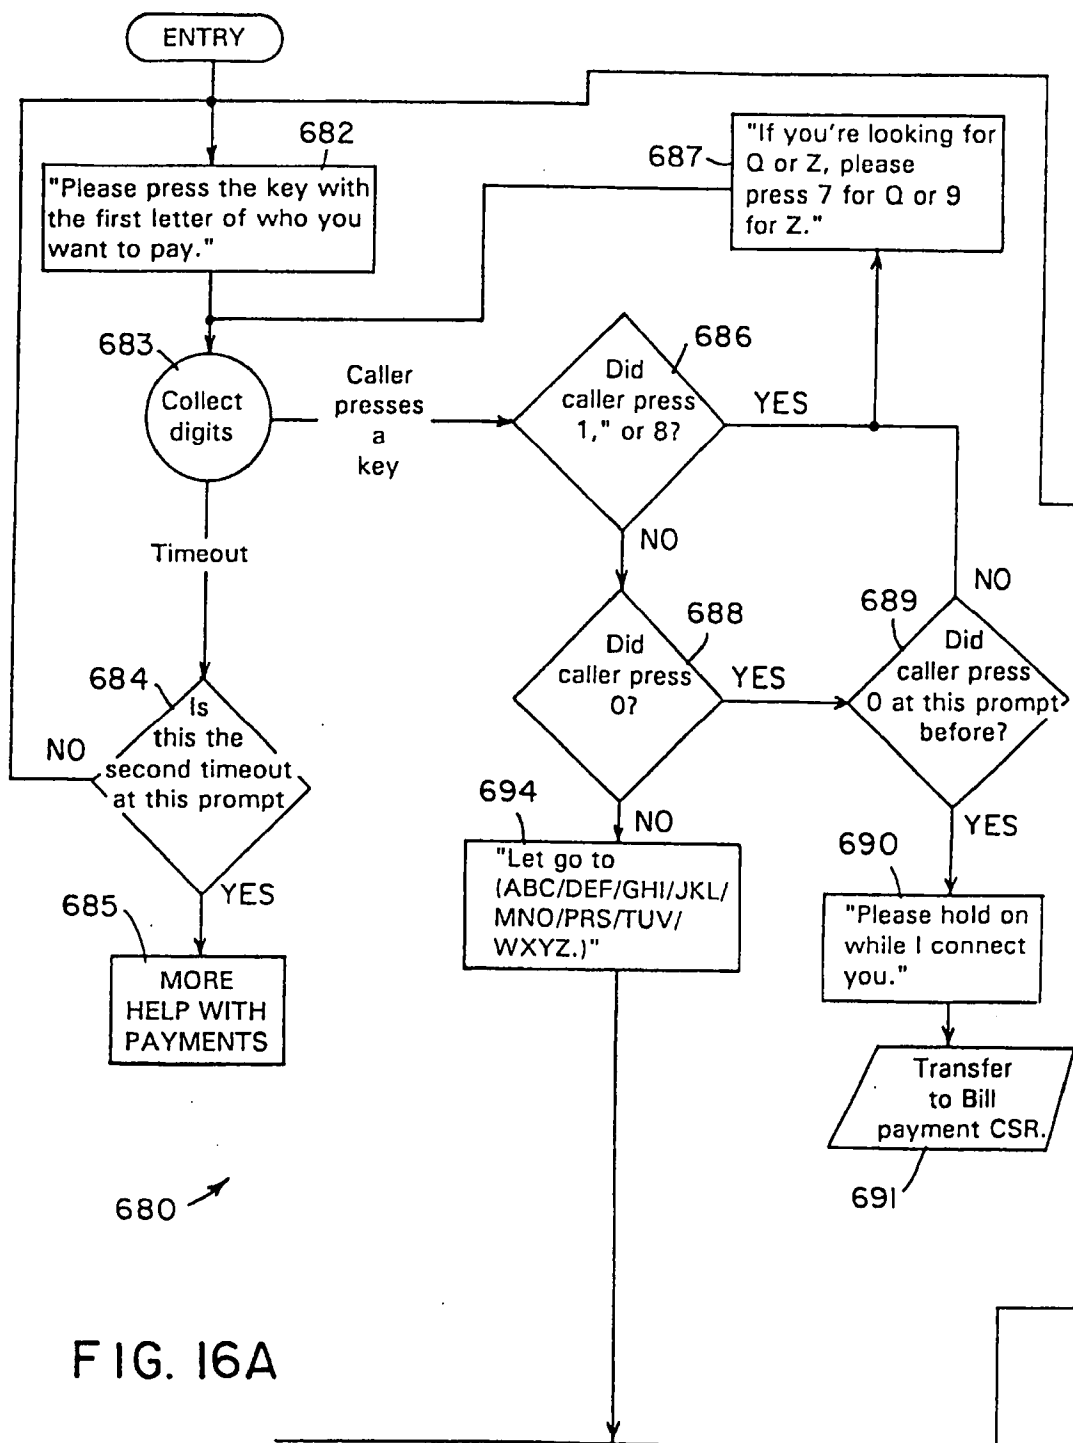 ENTRY
682
"Please press the key with
the first letter of who you
want to pay."
687
"If you're looking for
Q or Z, please
press 7 for Q or 9
for Z."
683
Collect
digits
Caller
presses
a
key
686
Did
caller press
1," or 8?
YES
NO
Timeout
684
Is
this the
second timeout
at this prompt
NO
YES
685
MORE
HELP WITH
PAYMENTS
688
Did
caller press
0?
YES
NO
689
Did
caller press
0 at this prompt
before?
NO
YES
694
"Let go to
(ABC/DEF/GHI/JKL/
MNO/PRS/TUV/
WXYZ.)"
690
"Please hold on
while I connect
you."
Transfer
to Bill
payment CSR.
691
680
FIG. 16A